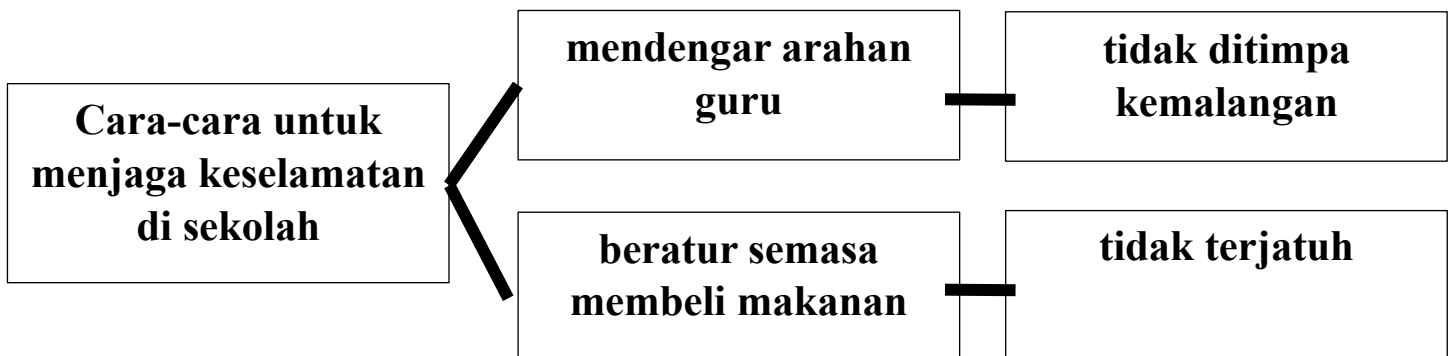 Cara-cara untuk
menjaga keselamatan
di sekolah
mendengar arahan
guru
tidak ditimpa
kemalangan
beratur semasa
membeli makanan
tidak terjatuh